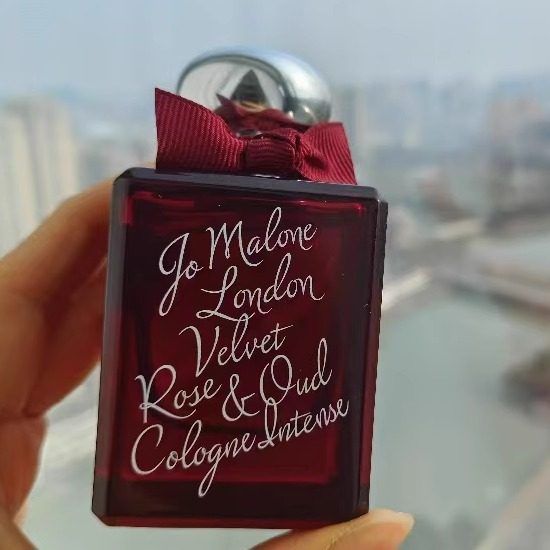 Jo Malone
London
Velvet
Rose & Oud
Cologne Intense